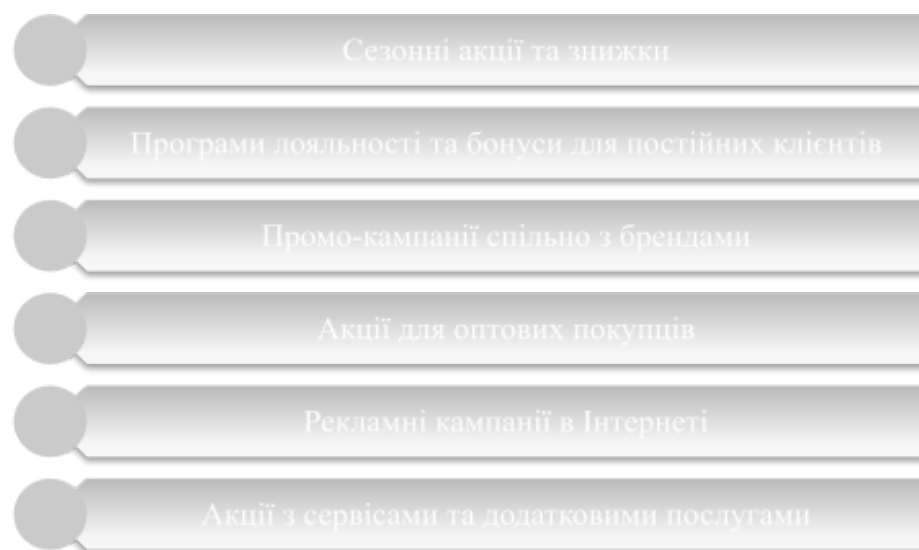 Сезонні акції та знижки
Програми лояльності та бонуси для постійних клієнтів
Промо-кампанії спільно з брендами
Акції для оптових покупців
Рекламні кампанії в Інтернеті
Акції з сервісами та додатковими послугами